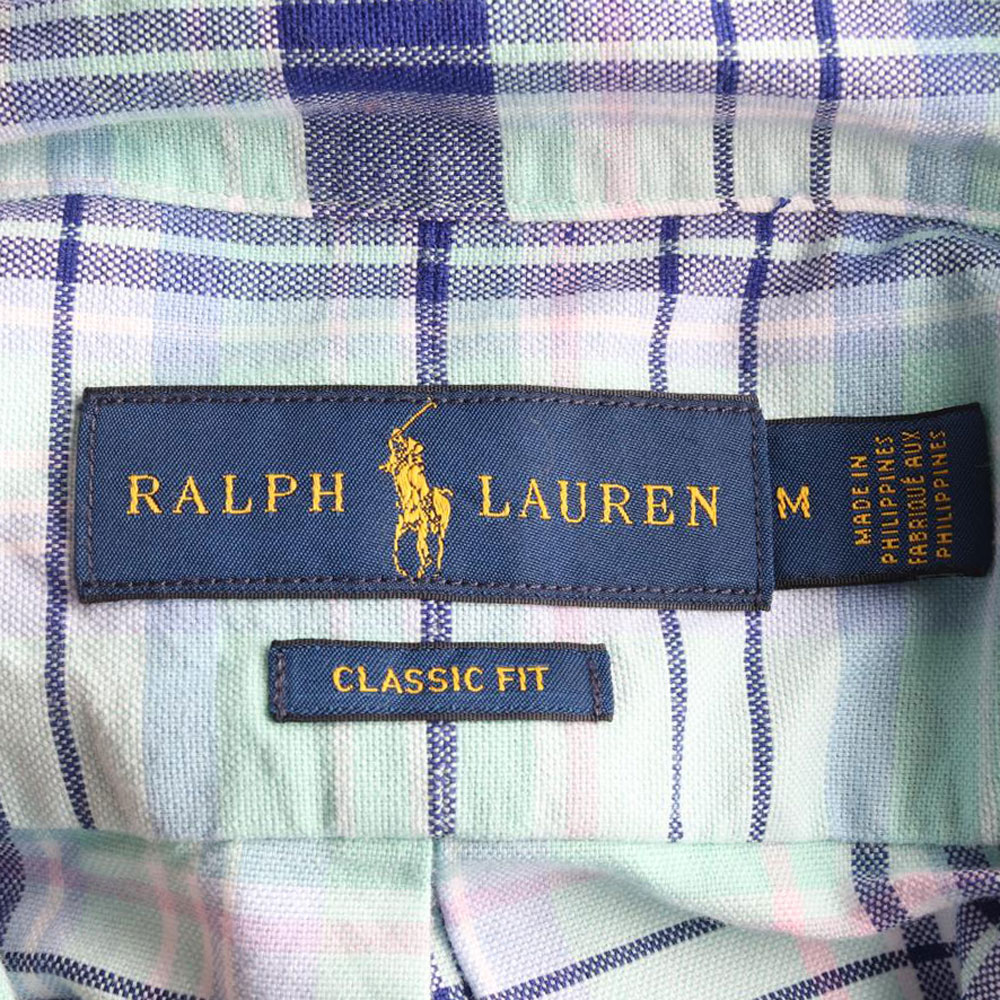 RALPH LAUREN
M
MADE IN
PHILIPPINES
FABRIQUÉ AUX
PHILIPPINES
CLASSIC FIT